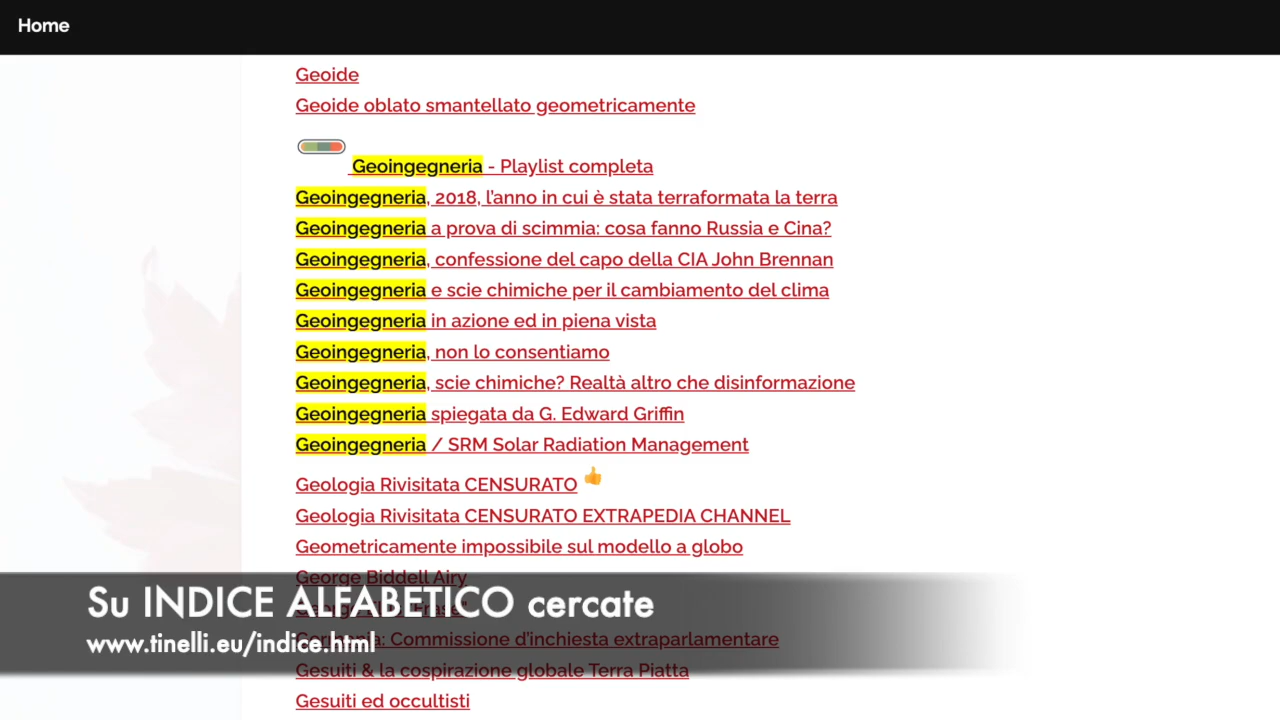 Home
Geoide
Geoide oblato smantellato geometricamente
Geoingegneria - Playlist completa
Geoingegneria, 2018, l'anno in cui è stata terraformata la terra
Geoingegneria a prova di scimmia: cosa fanno Russia e Cina?
Geoingegneria, confessione del capo della CIA John Brennan
Geoingegneria e scie chimiche per il cambiamento del clima
Geoingegneria in azione ed in piena vista
Geoingegneria, non lo consentiamo
Geoingegneria, scie chimiche? Realtà altro che disinformazione
Geoingegneria spiegata da G. Edward Griffin
Geoingegneria / SRM Solar Radiation Management
Geologia Rivisitata CENSURATO
Geologia Rivisitata CENSURATO EXTRAPEDIA CHANNEL
Geometricamente impossibile sul modello a globo
George Biddell Airy
Su INDICE ALFABETICO cercate
www.tinelli.eu/indice.html
Germania: Commissione d'inchiesta extraparlamentare
Gesuiti & la cospirazione globale Terra Piatta
Gesuiti ed occultisti